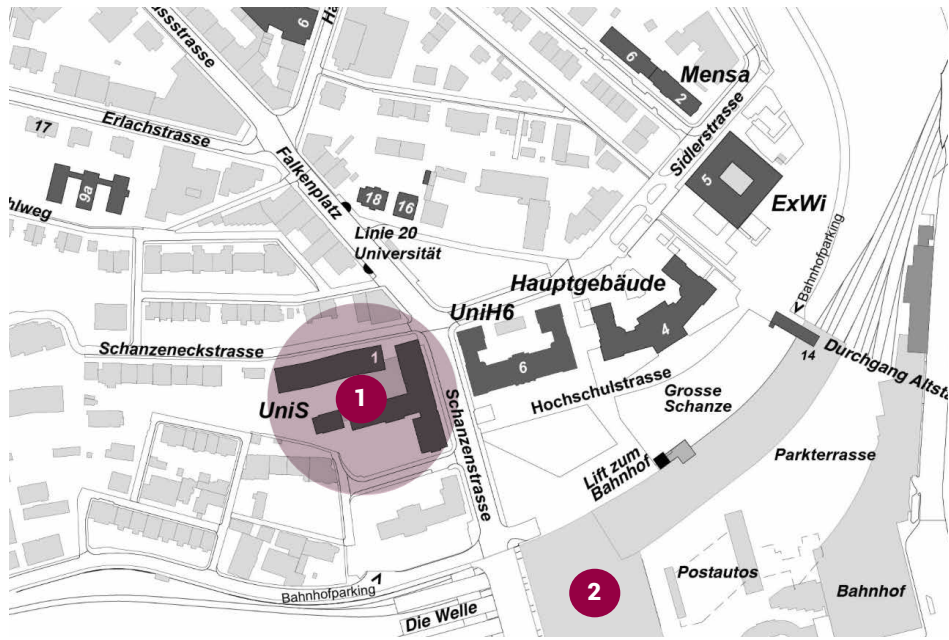 6
6
Mensa
2
Erlachstrasse
17
9a
Falkenplatz
18
16
Linie 20
Universität
Sidlerstrasse
5
ExWi
Bahnhofparking
Hauptgebäude
UniH6
4
6
Schanzeneckstrasse
1
1
UniS
Schanzenstrasse
Hochschulstrasse
Grosse
Schanze
14
Durchgang
Parkterrasse
Lift zum
Bahnhof
Bahnhofparking
Die Welle
2
Postautos
Bahnhof